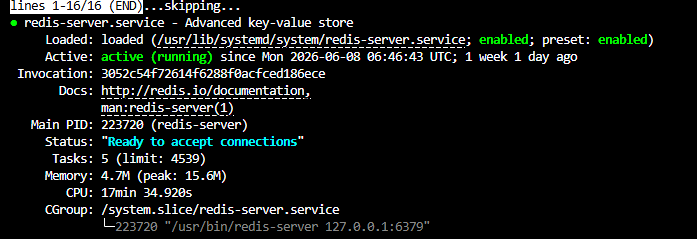 lines 1-16/16 (END)...skipping...
● redis-server.service - Advanced key-value store
Loaded: loaded (/usr/lib/systemd/system/redis-server.service; enabled; preset: enabled)
Active: active (running) since Mon 2026-06-08 06:46:43 UTC; 1 week 1 day ago
Invocation: 3052c54f72614f6288f0acfced186ece
Docs: http://redis.io/documentation,
man:redis-server(1)
Main PID: 223720 (redis-server)
Status: "Ready to accept connections"
Tasks: 5 (limit: 4539)
Memory: 4.7M (peak: 15.6M)
CPU: 17min 34.920s
CGroup: /system.slice/redis-server.service
└─223720 "/usr/bin/redis-server 127.0.0.1:6379"